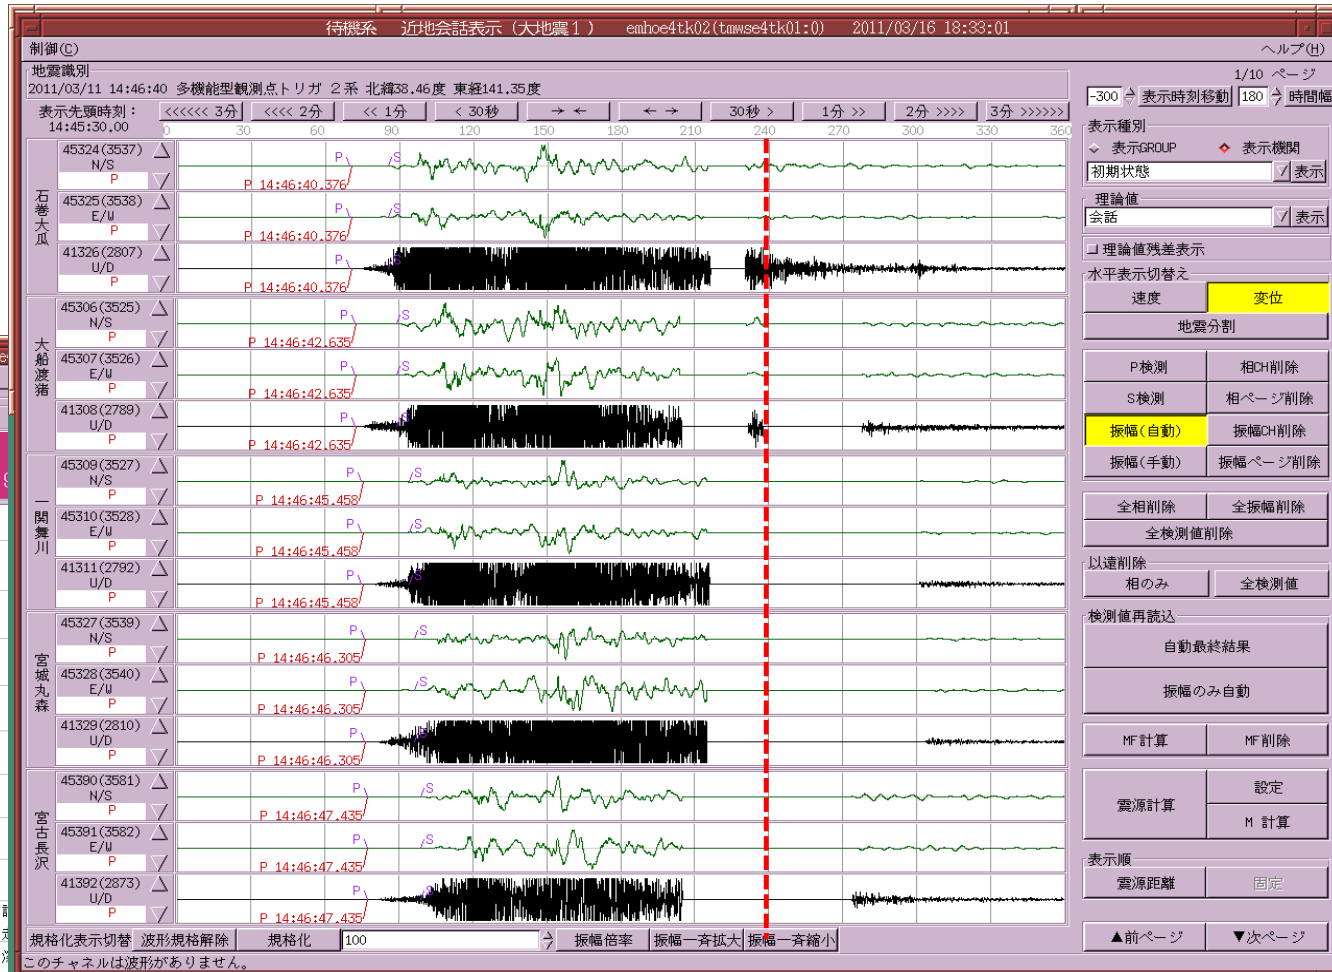 待機系　近地会話表示（大地震１） emhoe4tk02(tmwse4tk01:0) 2011/03/16 18:33:01
制御(C) ヘルプ(H)
地震識別
2011/03/11 14:46:40 多機能型観測点トリガ ２系 北緯38.46度 東経141.35度
1/10 ページ
-300 表示時刻移動 180 時間幅
表示先頭時刻：
14:45:30.00
<<<<<< 3分 <<<< 2分 << 1分 < 30秒 → ← ← → 30秒 > 1分 >> 2分 >>>> 3分 >>>>>>
0 30 60 90 120 150 180 210 240 270 300 330 360
石巻大瓜
45324(3537)
N/S
P
P S
P 14:46:40.376
45325(3538)
E/W
P
P S
P 14:46:40.376
41326(2807)
U/D
P
P S
P 14:46:40.376
大船渡猪
45306(3525)
N/S
P
P S
P 14:46:42.635
45307(3526)
E/W
P
P S
P 14:46:42.635
41308(2789)
U/D
P
P S
P 14:46:42.635
一関舞川
45309(3527)
N/S
P
P S
P 14:46:45.458
45310(3528)
E/W
P
P S
P 14:46:45.458
41311(2792)
U/D
P
P S
P 14:46:45.458
宮城丸森
45327(3539)
N/S
P
P S
P 14:46:46.305
45328(3540)
E/W
P
P S
P 14:46:46.305
41329(2810)
U/D
P
P S
P 14:46:46.305
宮古長沢
45390(3581)
N/S
P
P S
P 14:46:47.435
45391(3582)
E/W
P
P S
P 14:46:47.435
41392(2873)
U/D
P
P S
P 14:46:47.435
規格化表示切替 波形規格解除 規格化 100 振幅倍率 振幅一斉拡大 振幅一斉縮小
このチャネルは波形がありません。
表示種別
表示GROUP 表示機関
初期状態 表示
理論値
会話 表示
理論値残差表示
水平表示切替え
速度 変位
地震分割
P検測 相CH削除
S検測 相ページ削除
振幅(自動) 振幅CH削除
振幅(手動) 振幅ページ削除
全相削除 全振幅削除
全検測値削除
以遠削除
相のみ 全検測値
検測値再読込
自動最終結果
振幅のみ自動
MF計算 MF削除
震源計算 設定
M 計算
表示順
震源距離 固定
▲前ページ ▼次ページ